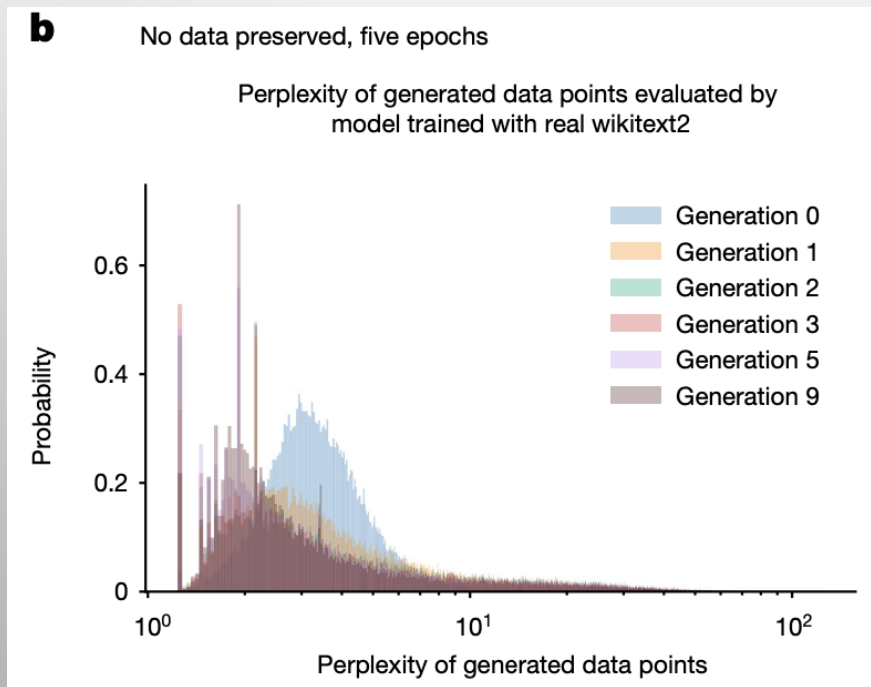 b
No data preserved, five epochs
Perplexity of generated data points evaluated by
model trained with real wikitext2
Generation 0
Generation 1
Generation 2
Generation 3
Generation 5
Generation 9
Probability
0.6
0.4
0.2
0
10⁰
10¹
10²
Perplexity of generated data points